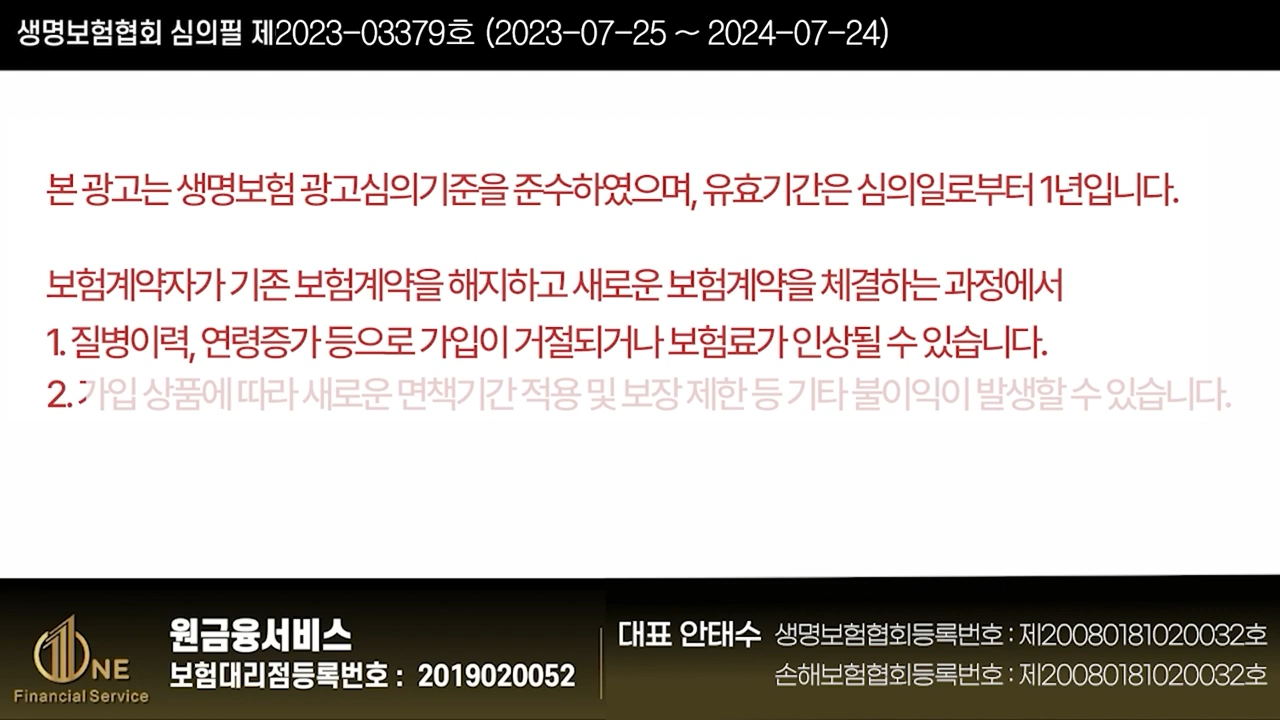 생명보험협회 심의필 제2023-03379호 (2023-07-25 ~ 2024-07-24)
본 광고는 생명보험 광고심의기준을 준수하였으며, 유효기간은 심의일로부터 1년입니다.
보험계약자가 기존 보험계약을 해지하고 새로운 보험계약을 체결하는 과정에서
1. 질병이력, 연령증가 등으로 가입이 거절되거나 보험료가 인상될 수 있습니다.
2. 가입 상품에 따라 새로운 면책기간 적용 및 보장 제한 등 기타 불이익이 발생할 수 있습니다.
ONE
Financial Service
원금융서비스
보험대리점등록번호 : 2019020052
대표 안태수 생명보험협회등록번호 : 제20080181020032호
손해보험협회등록번호 : 제20080181020032호